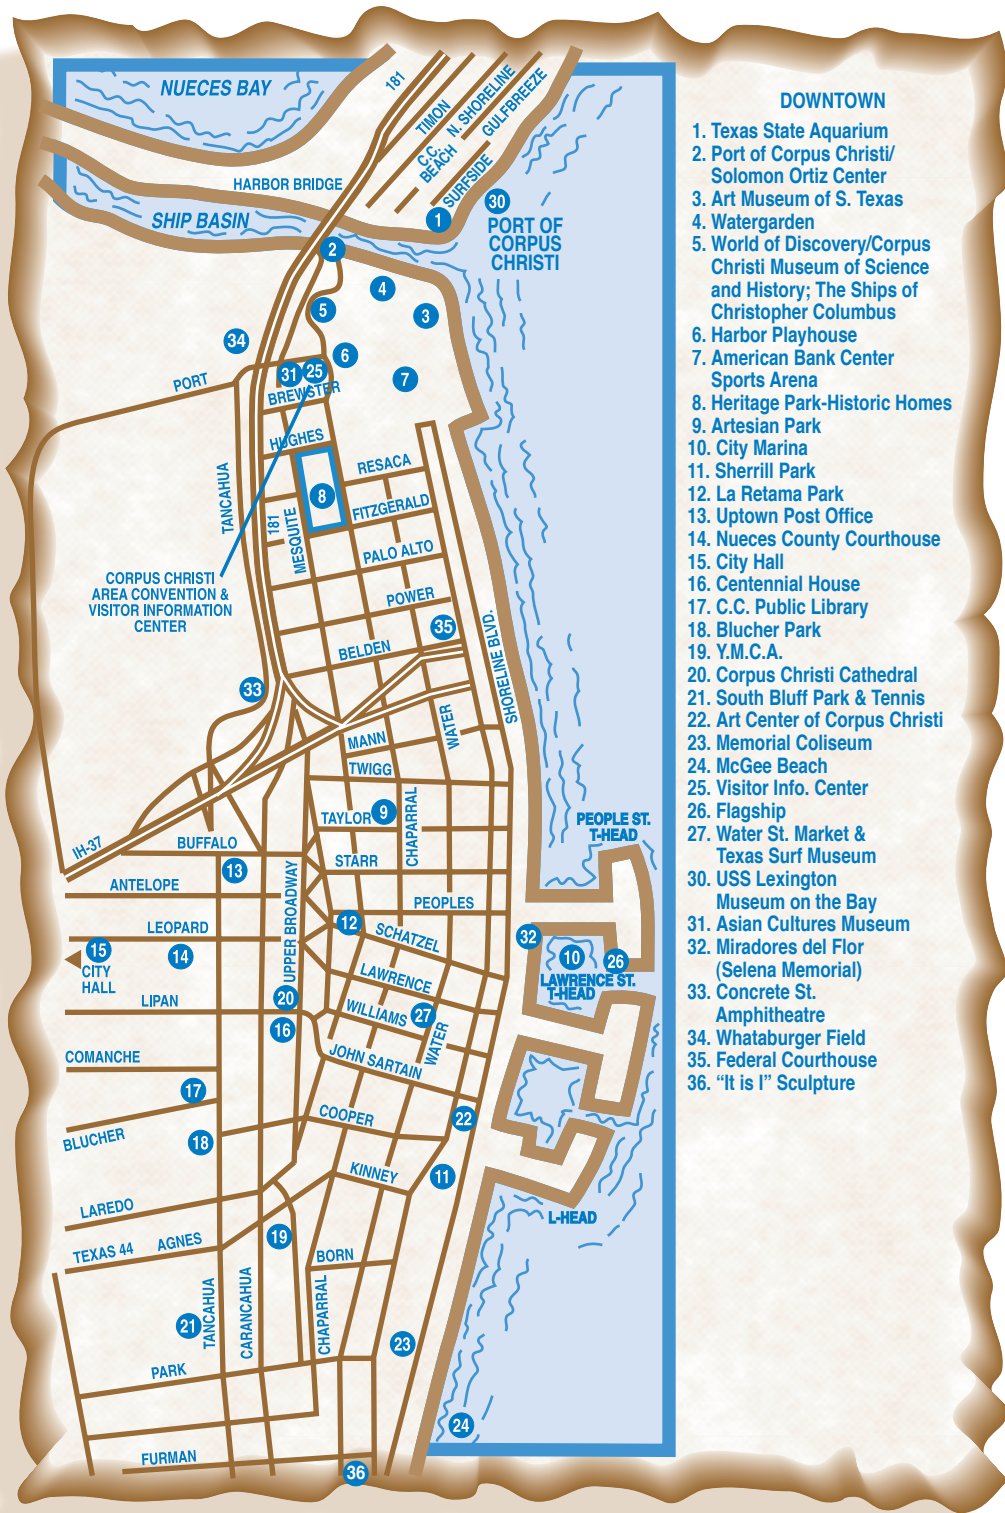 NUECES BAY
181
TIMON
N. SHORELINE
GULFBREEZE
C.C.
BEACH
SURFSIDE
HARBOR BRIDGE
SHIP BASIN
1
30
PORT OF
CORPUS
CHRISTI
2
4
5
3
34
6
31
25
7
PORT
BREWSTER
HUGHES
RESACA
TANCAHUA
8
FITZGERALD
181
MESQUITE
PALO ALTO
CORPUS CHRISTI
AREA CONVENTION &
VISITOR INFORMATION
CENTER
POWER
35
BELDEN
SHORELINE BLVD.
33
WATER
MANN
TWIGG
IH-37
BUFFALO
TAYLOR
9
CHAPARRAL
PEOPLE ST.
T-HEAD
STARR
13
ANTELOPE
UPPER BROADWAY
PEOPLES
LEOPARD
12
SCHATZEL
32
15
CITY
HALL
14
10
26
LAWRENCE
LAWRENCE ST.
T-HEAD
LIPAN
20
WILLIAMS
27
16
WATER
COMANCHE
JOHN SARTAIN
17
COOPER
22
BLUCHER
18
KINNEY
11
LAREDO
L-HEAD
TEXAS 44
AGNES
19
BORN
TANCAHUA
CARANCAHUA
CHAPARRAL
21
23
PARK
24
FURMAN
36
DOWNTOWN
1. Texas State Aquarium
2. Port of Corpus Christi/
Solomon Ortiz Center
3. Art Museum of S. Texas
4. Watergarden
5. World of Discovery/Corpus
Christi Museum of Science
and History; The Ships of
Christopher Columbus
6. Harbor Playhouse
7. American Bank Center
Sports Arena
8. Heritage Park-Historic Homes
9. Artesian Park
10. City Marina
11. Sherrill Park
12. La Retama Park
13. Uptown Post Office
14. Nueces County Courthouse
15. City Hall
16. Centennial House
17. C.C. Public Library
18. Blucher Park
19. Y.M.C.A.
20. Corpus Christi Cathedral
21. South Bluff Park & Tennis
22. Art Center of Corpus Christi
23. Memorial Coliseum
24. McGee Beach
25. Visitor Info. Center
26. Flagship
27. Water St. Market &
Texas Surf Museum
30. USS Lexington
Museum on the Bay
31. Asian Cultures Museum
32. Miradores del Flor
(Selena Memorial)
33. Concrete St.
Amphitheatre
34. Whataburger Field
35. Federal Courthouse
36. “It is I” Sculpture